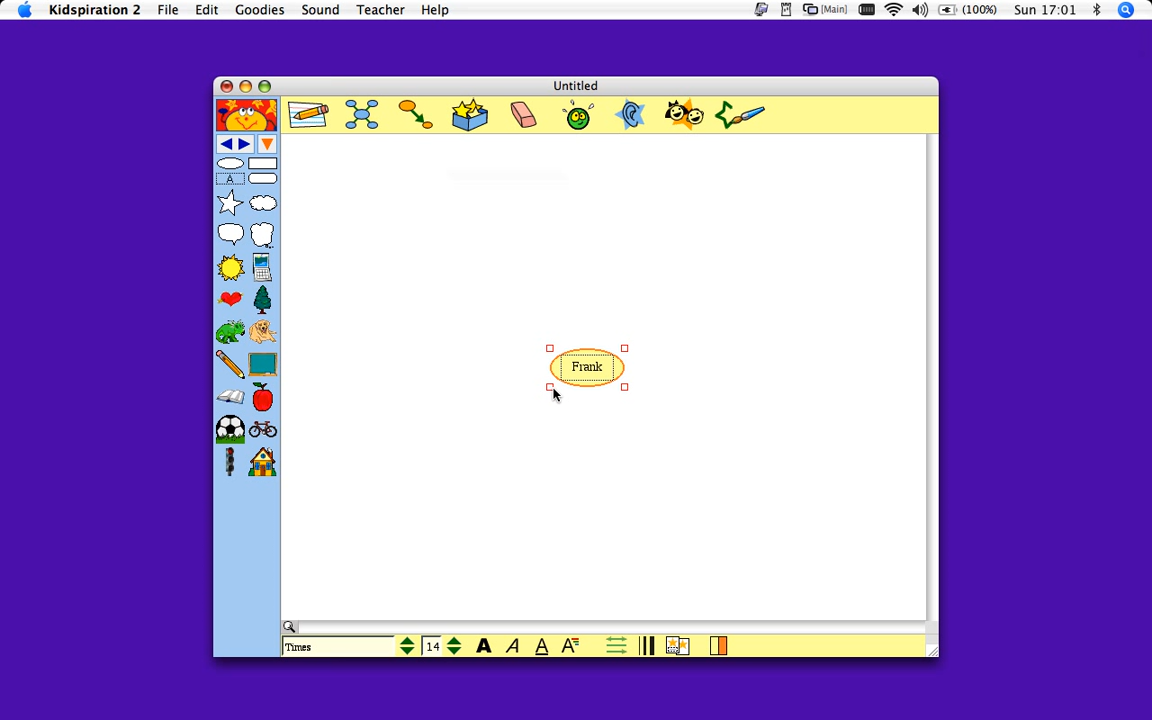 Kidspiration 2 File Edit Goodies Sound Teacher Help [Main] (100%) Sun 17:01
Untitled
A
Frank
Times 14 A A A A